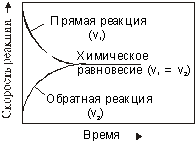 Скорость реакции
Прямая реакция
(v₁)
Химическое
равновесие (v₁ = v₂)
Обратная реакция
(v₂)
Время